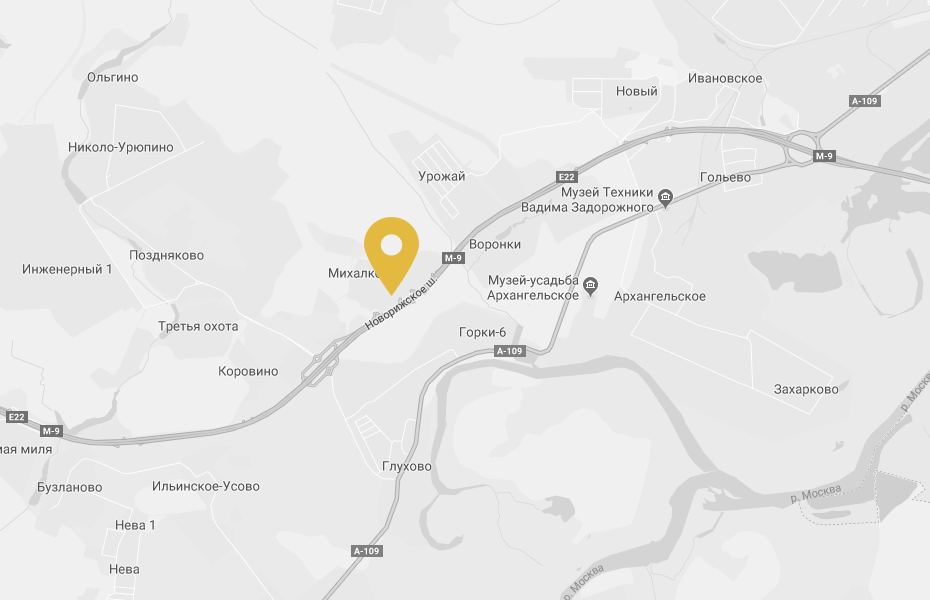 Ольгино
Ивановское
Новый
А-109
Николо-Урюпино
М-9
Урожай
E22
Гольево
Музей Техники
Вадима Задорожного
Воронки
Поздняково
М-9
Инженерный 1
Михалко
Музей-усадьба
Архангельское
Архангельское
Новорижское ш.
Третья охота
Горки-6
А-109
Коровино
Захарково
р. Москва
E22
М-9
мая миля
Глухово
Бузланово
Ильинское-Усово
р. Москва
Нева 1
А-109
Нева
р. Москва